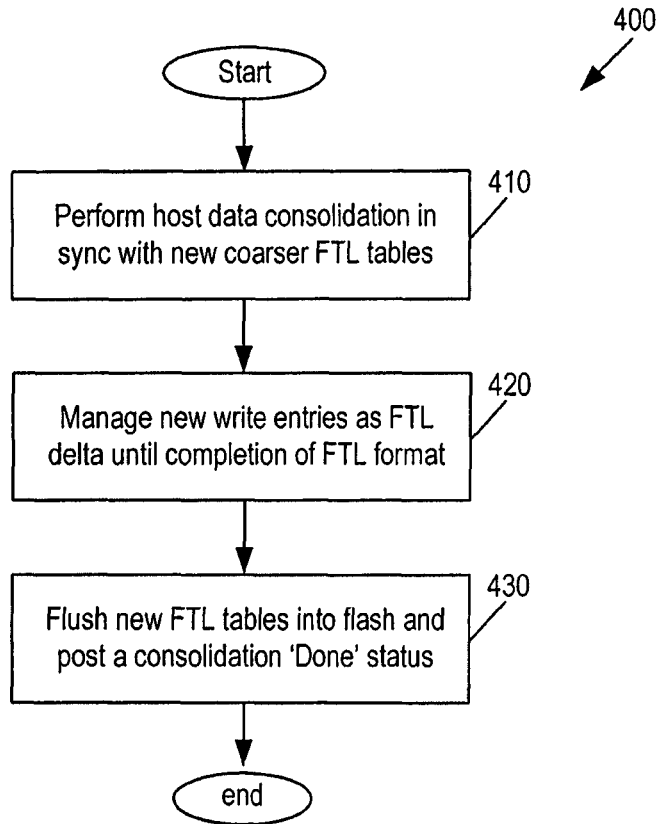 400
Start
410
Perform host data consolidation in
sync with new coarser FTL tables
420
Manage new write entries as FTL
delta until completion of FTL format
430
Flush new FTL tables into flash and
post a consolidation ‘Done’ status
end